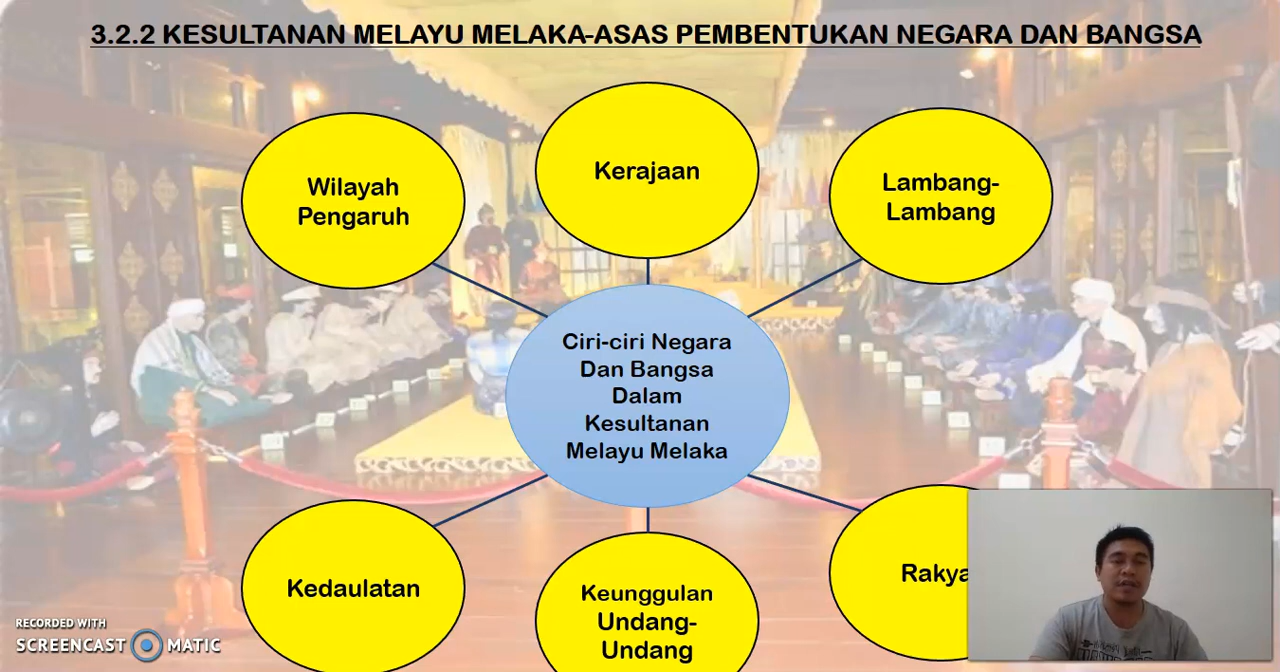 3.2.2 KESULTANAN MELAYU MELAKA-ASAS PEMBENTUKAN NEGARA DAN BANGSA
Wilayah
Pengaruh
Kerajaan
Lambang-
Lambang
Ciri-ciri Negara
Dan Bangsa
Dalam
Kesultanan
Melayu Melaka
Kedaulatan
Keunggulan
Undang-
Undang
Rakya
RECORDED WITH
SCREENCAST MATIC